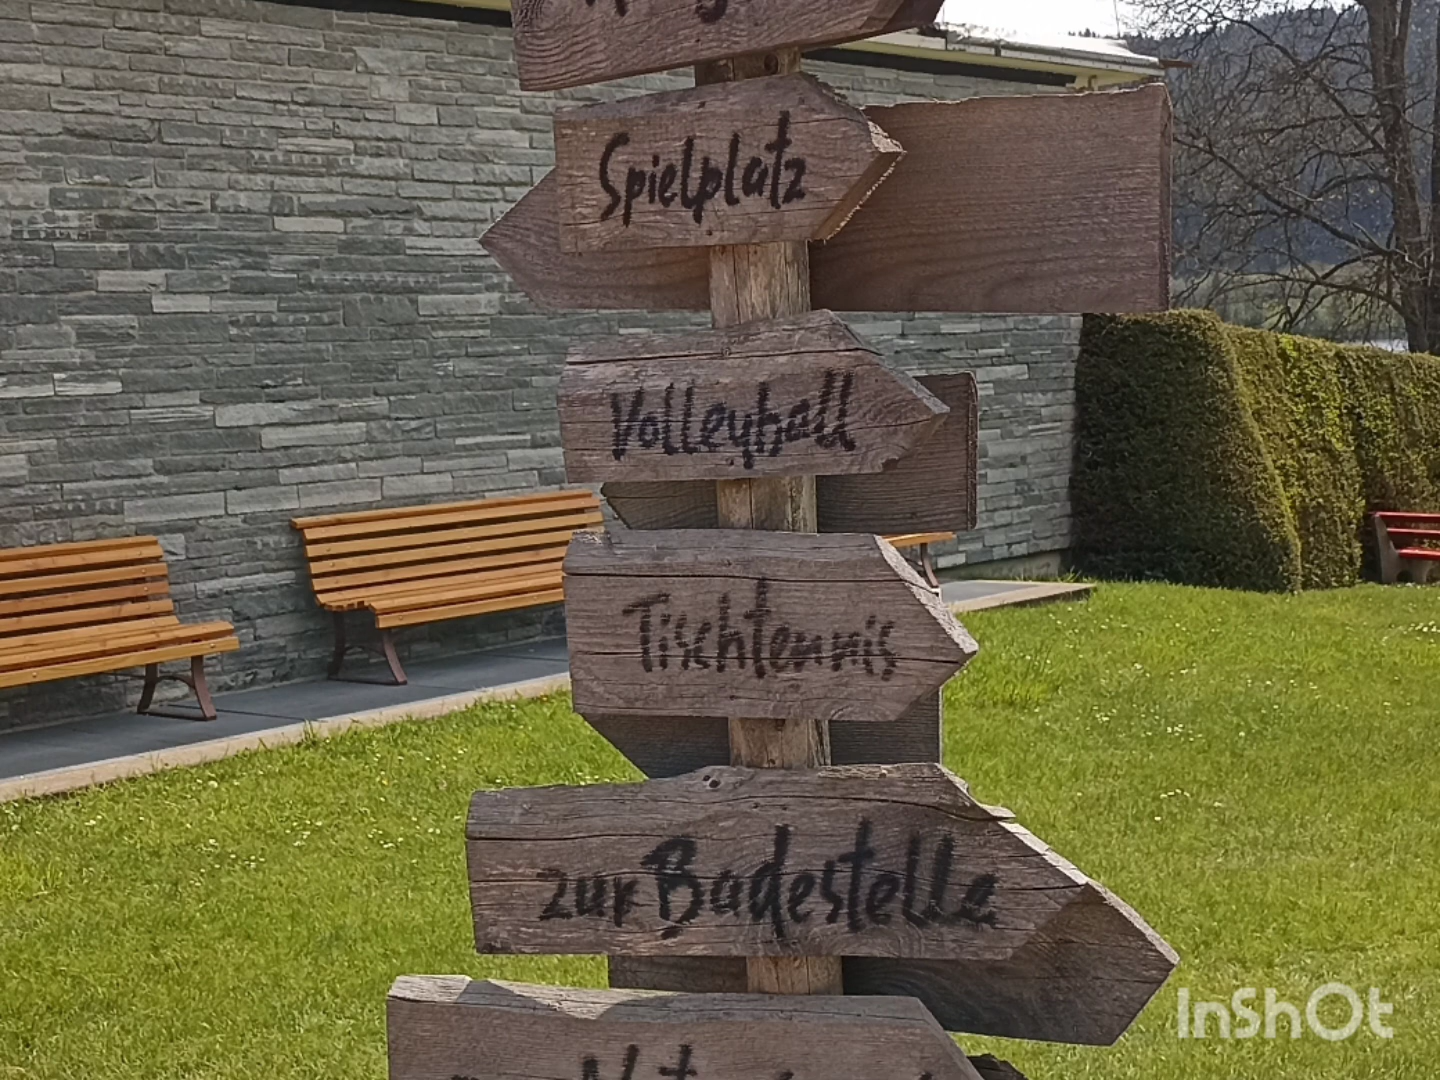 Spielplatz
Volleyball
Tischtennis
zur Badestelle
InShOt